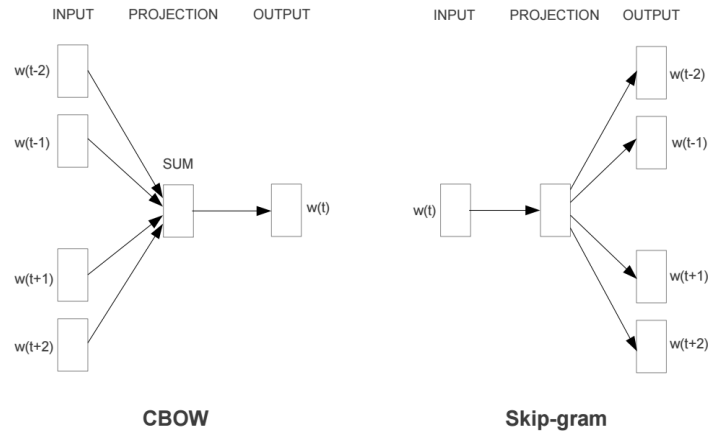 INPUT PROJECTION OUTPUT
w(t-2)
w(t-1)
SUM
w(t)
w(t+1)
w(t+2)
CBOW
INPUT PROJECTION OUTPUT
w(t-2)
w(t-1)
w(t)
w(t+1)
w(t+2)
Skip-gram